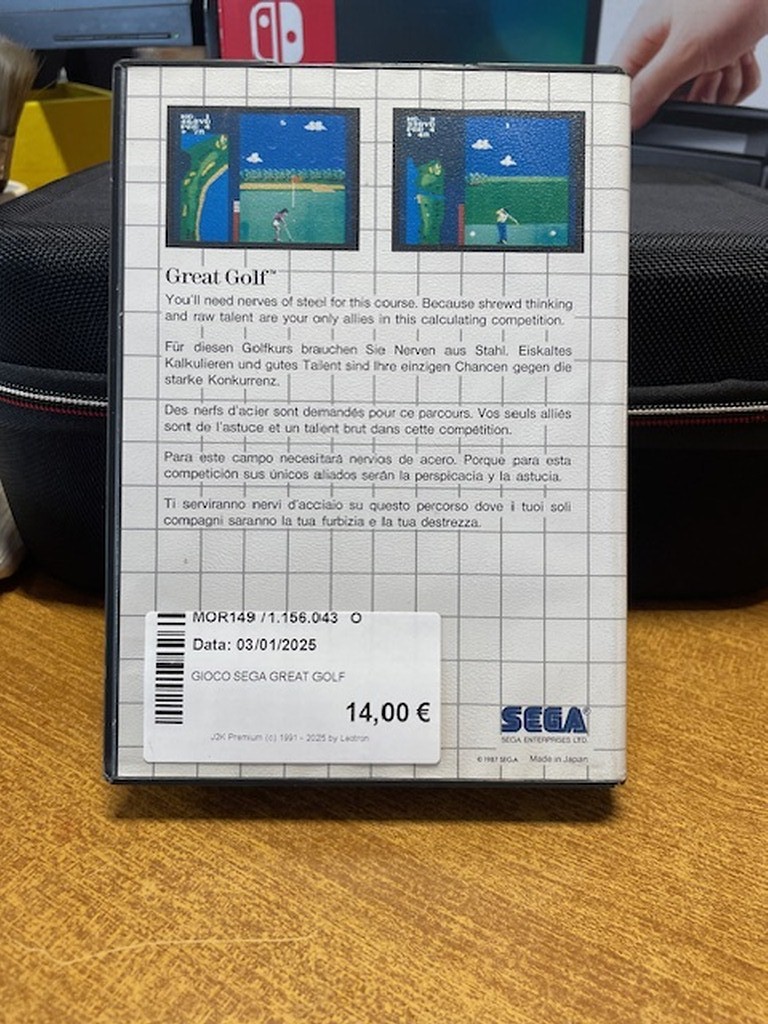 Great Golf™
You'll need nerves of steel for this course. Because shrewd thinking
and raw talent are your only allies in this calculating competition.
Für diesen Golfkurs brauchen Sie Nerven aus Stahl. Eiskaltes
Kalkulieren und gutes Talent sind Ihre einzigen Chancen gegen die
starke Konkurrenz.
Des nerfs d'acier sont demandés pour ce parcours. Vos seuls alliés
sont de l'astuce et un talent brut dans cette compétition.
Para este campo necesitará nervios de acero. Porque para esta
competición sus únicos aliados serán la perspicacia y la astucia.
Ti serviranno nervi d'acciaio su questo percorso dove i tuoi soli
compagni saranno la tua furbizia e la tua destrezza.
MOR149 /1.156.043 O
Data: 03/01/2025
GIOCO SEGA GREAT GOLF
14,00 €
J2K Premium (c) 1991 - 2025 by Leotron
SEGA®
SEGA ENTERPRISES LTD.
© 1987 SEGA Made in Japan